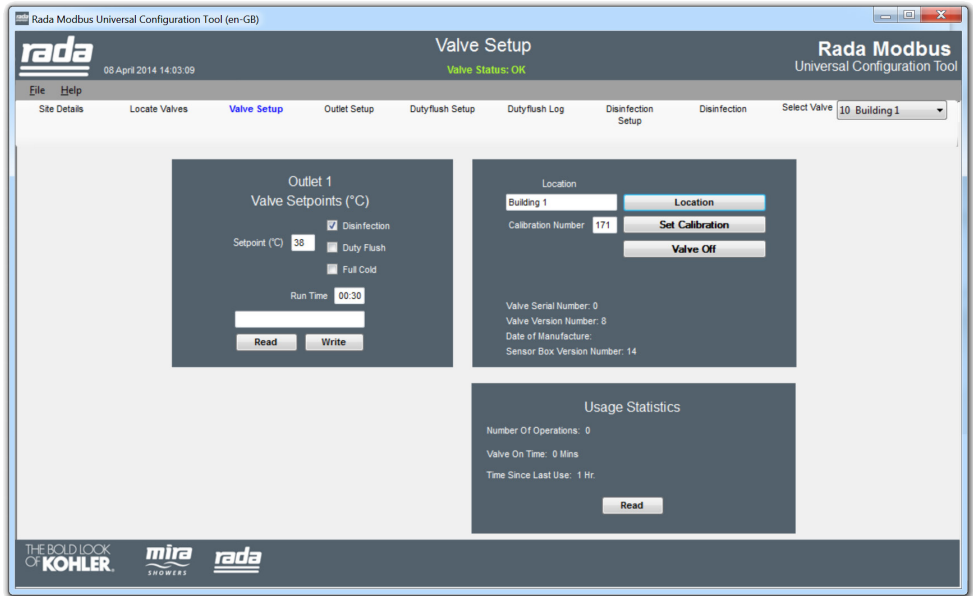 Rada Modbus Universal Configuration Tool (en-GB)
rada
08 April 2014 14:03:09
Valve Setup
Valve Status: OK
Rada Modbus
Universal Configuration Tool
File Help
Site Details Locate Valves Valve Setup Outlet Setup Dutyflush Setup Dutyflush Log Disinfection Setup Disinfection Select Valve 10 Building 1
Outlet 1
Valve Setpoints (°C)
Disinfection
Setpoint (°C) 38
Duty Flush
Full Cold
Run Time 00:30
Read Write
Location
Building 1 Location
Calibration Number 171 Set Calibration
Valve Off
Valve Serial Number: 0
Valve Version Number: 8
Date of Manufacture:
Sensor Box Version Number: 14
Usage Statistics
Number Of Operations: 0
Valve On Time: 0 Mins
Time Since Last Use: 1 Hr.
Read
THE BOLD LOOK
OF KOHLER.
mira
SHOWERS
rada